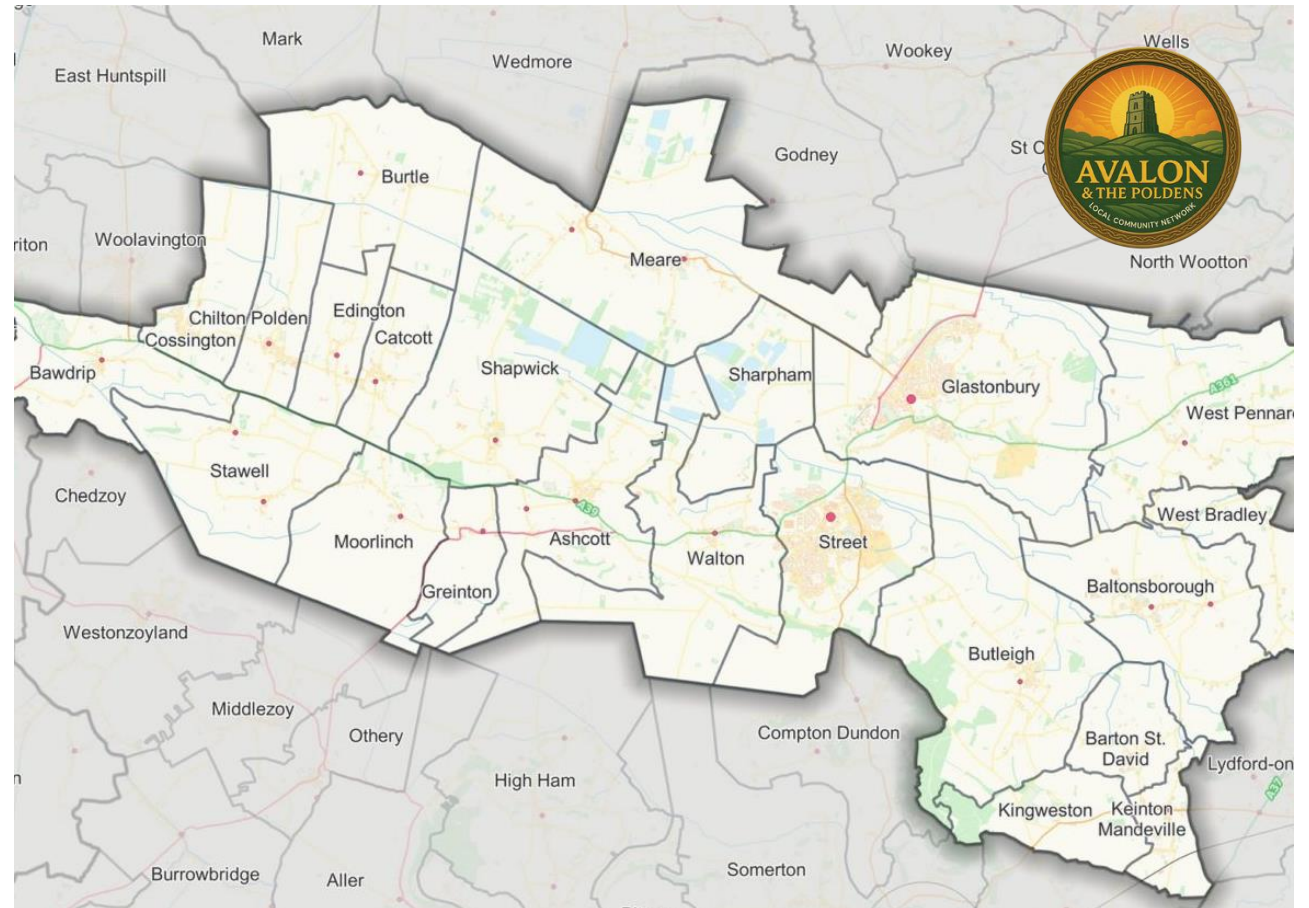 Mark
Wells
Wookey
Wedmore
East Huntspill
AVALON
& THE POLDENS
LOCAL COMMUNITY NETWORK
Godney
Burtle
Woolavington
Meare
North Wootton
Chilton Polden
Edington
Cossington
Catcott
Bawdrip
Shapwick
Sharpham
Glastonbury
A361
West Pennar
Stawell
Chedzoy
A39
West Bradley
Moorlinch
Ashcott
Walton
Street
Greinton
Baltonsborough
Westonzoyland
Butleigh
Middlezoy
Othery
Compton Dundon
Barton St.
David
Lydford-on
High Ham
A37
Kingweston
Keinton
Mandeville
Burrowbridge
Aller
Somerton